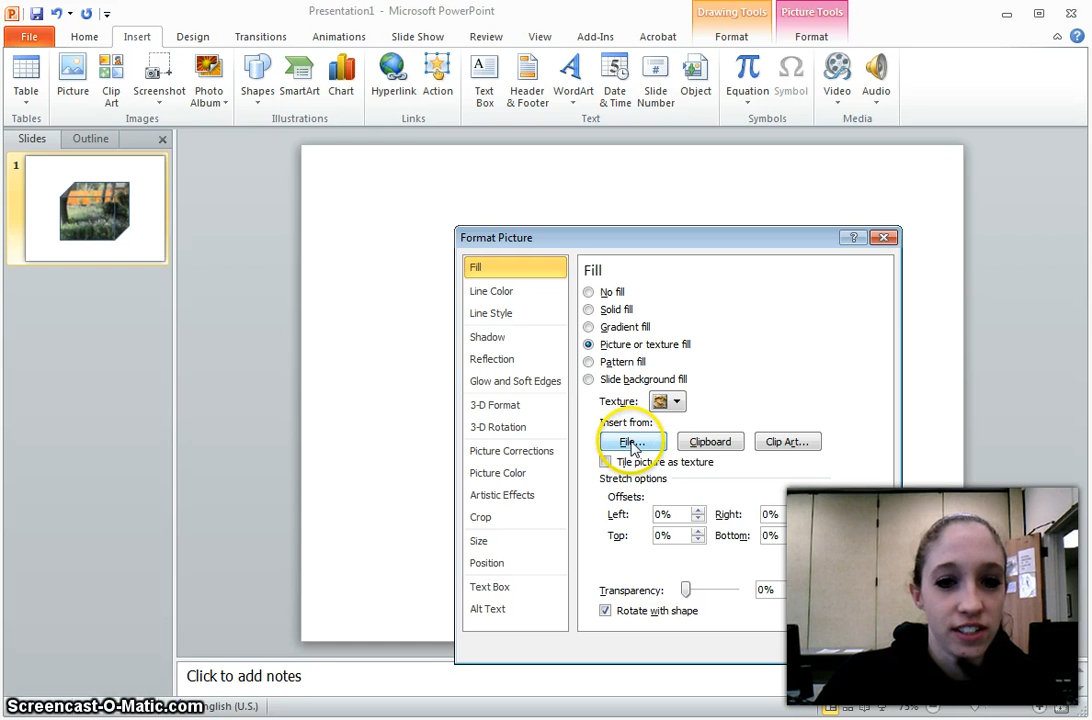 Presentation1 - Microsoft PowerPoint
Drawing Tools
Picture Tools
File Home Insert Design Transitions Animations Slide Show Review View Add-Ins Acrobat Format Format
Table
Picture
Clip Art
Screenshot
Photo Album
Shapes
SmartArt
Chart
Hyperlink
Action
Text Box
Header & Footer
WordArt
Date & Time
Slide Number
Object
Equation
Symbol
Video
Audio
Tables Images Illustrations Links Text Symbols Media
Slides Outline
1
Format Picture
Fill
Line Color
Line Style
Shadow
Reflection
Glow and Soft Edges
3-D Format
3-D Rotation
Picture Corrections
Picture Color
Artistic Effects
Crop
Size
Position
Text Box
Alt Text
Fill
No fill
Solid fill
Gradient fill
Picture or texture fill
Pattern fill
Slide background fill
Texture:
Insert from:
File... Clipboard Clip Art...
Tile picture as texture
Stretch options
Offsets:
Left: 0% Right: 0%
Top: 0% Bottom: 0%
Transparency: 0%
Rotate with shape
Click to add notes
Screencast-O-Matic.com
English (U.S.)
75%